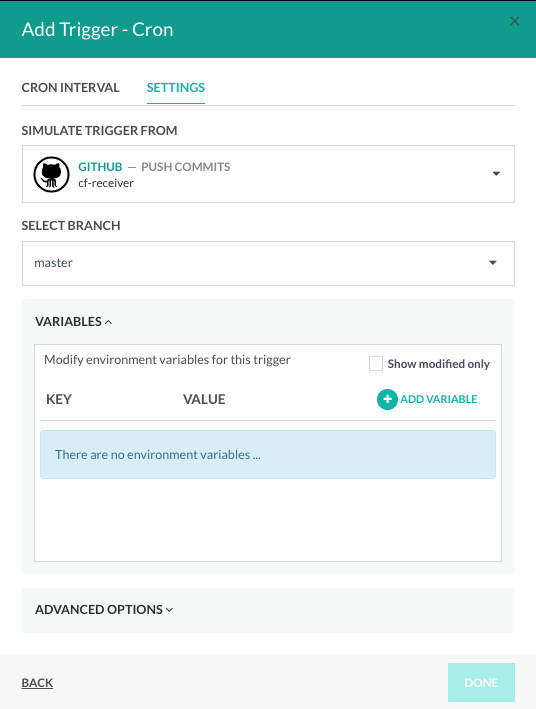 Add Trigger - Cron
CRON INTERVAL SETTINGS
SIMULATE TRIGGER FROM
GITHUB — PUSH COMMITS
cf-receiver
SELECT BRANCH
master
VARIABLES
Modify environment variables for this trigger
Show modified only
KEY VALUE ADD VARIABLE
There are no environment variables ...
ADVANCED OPTIONS
BACK DONE